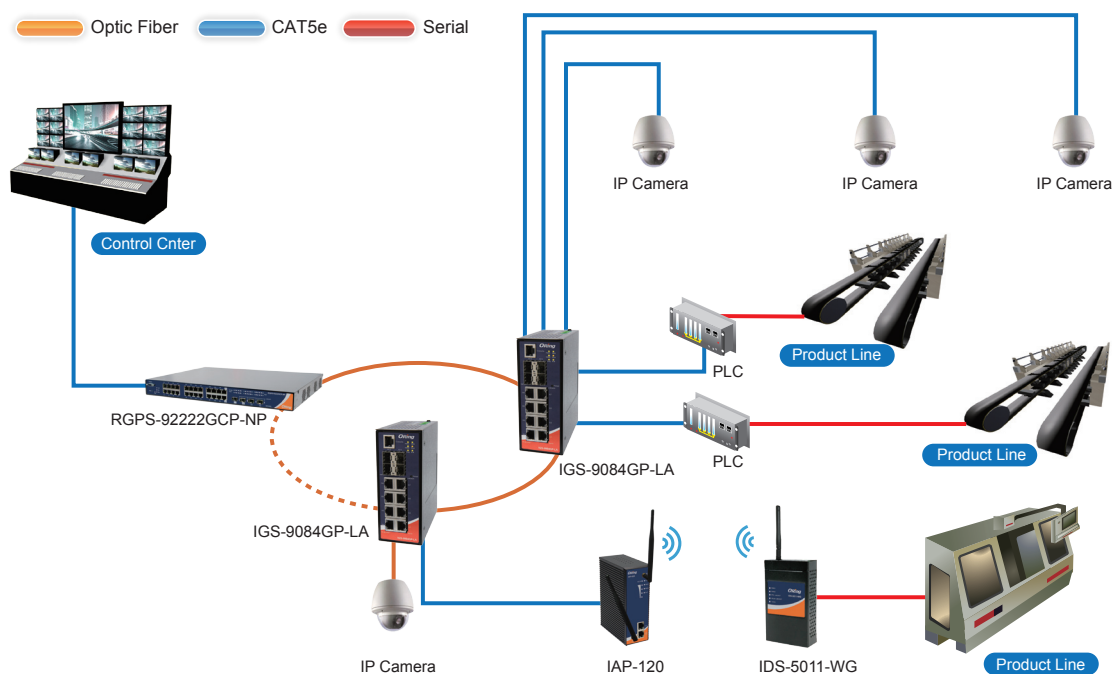 Optic Fiber
CAT5e
Serial
IP Camera
IP Camera
IP Camera
Control Cnter
PLC
Product Line
RGPS-92222GCP-NP
PLC
Product Line
IGS-9084GP-LA
IGS-9084GP-LA
IP Camera
IAP-120
IDS-5011-WG
Product Line